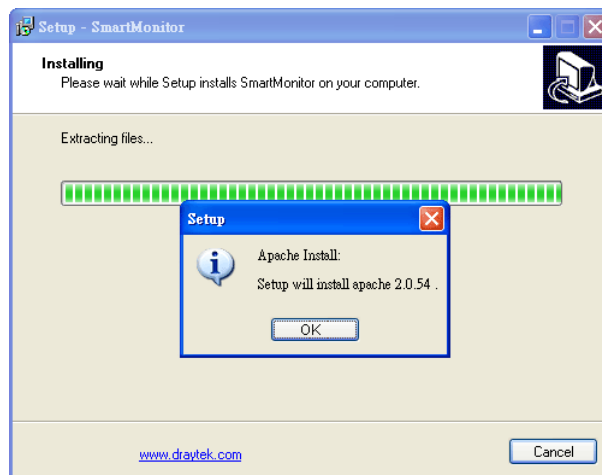 Setup - SmartMonitor
Installing
Please wait while Setup installs SmartMonitor on your computer.
Extracting files...
Setup
Apache Install:
Setup will install apache 2.0.54 .
OK
www.draytek.com
Cancel